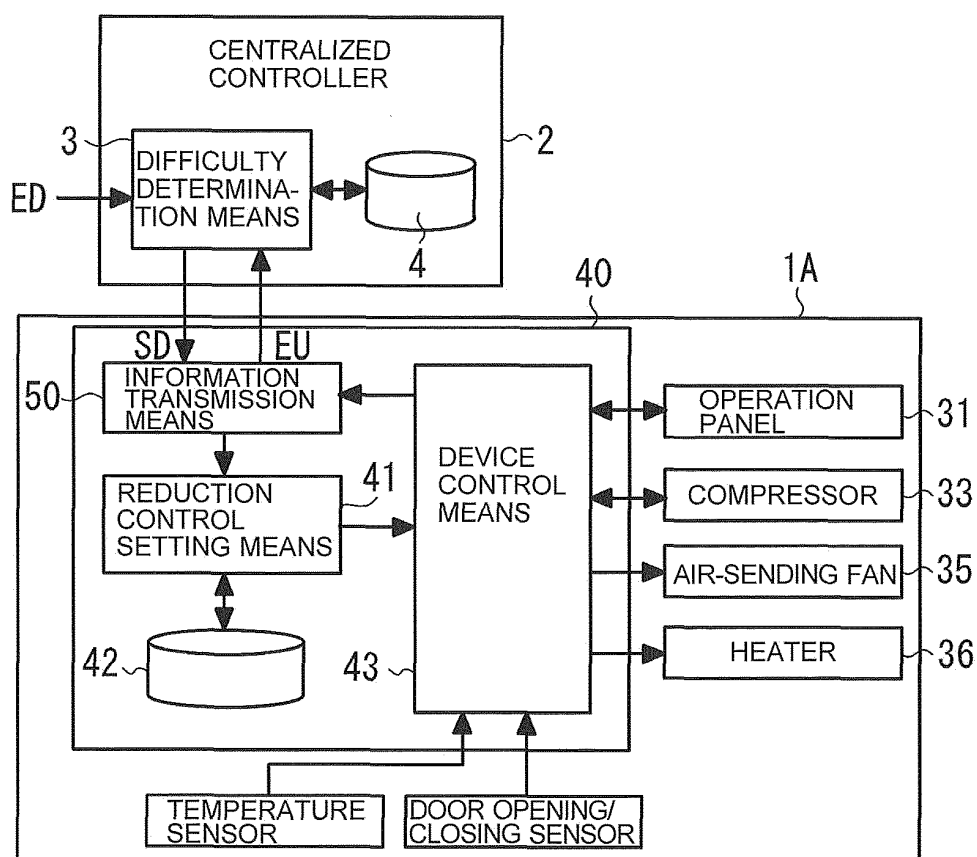 CENTRALIZED
CONTROLLER
3
2
DIFFICULTY
DETERMINA-
TION MEANS
ED
4
40
1A
SD
EU
50
INFORMATION
TRANSMISSION
MEANS
OPERATION
PANEL
31
41
REDUCTION
CONTROL
SETTING MEANS
DEVICE
CONTROL
MEANS
COMPRESSOR
33
AIR-SENDING FAN
35
42
43
HEATER
36
TEMPERATURE
SENSOR
DOOR OPENING/
CLOSING SENSOR